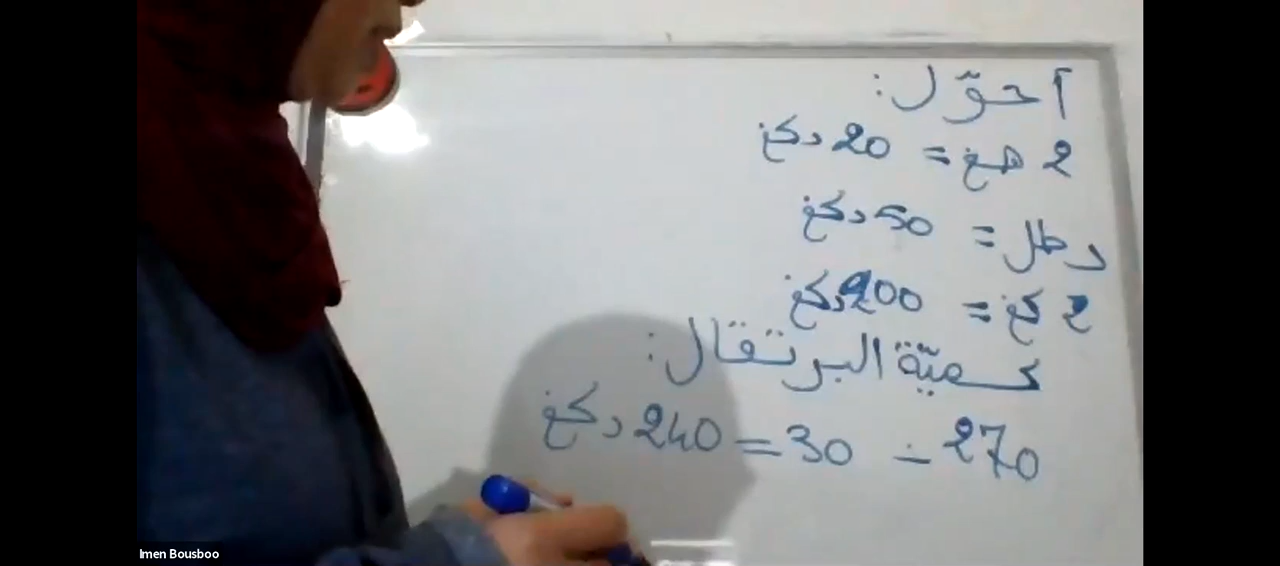 أحوّل:
2 هغ = 20 دكغ
رطل = 50 دكغ
2 كغ = 200 دكغ
كميّة البرتقال:
270 - 30 = 240 دكغ
Imen Bousboo